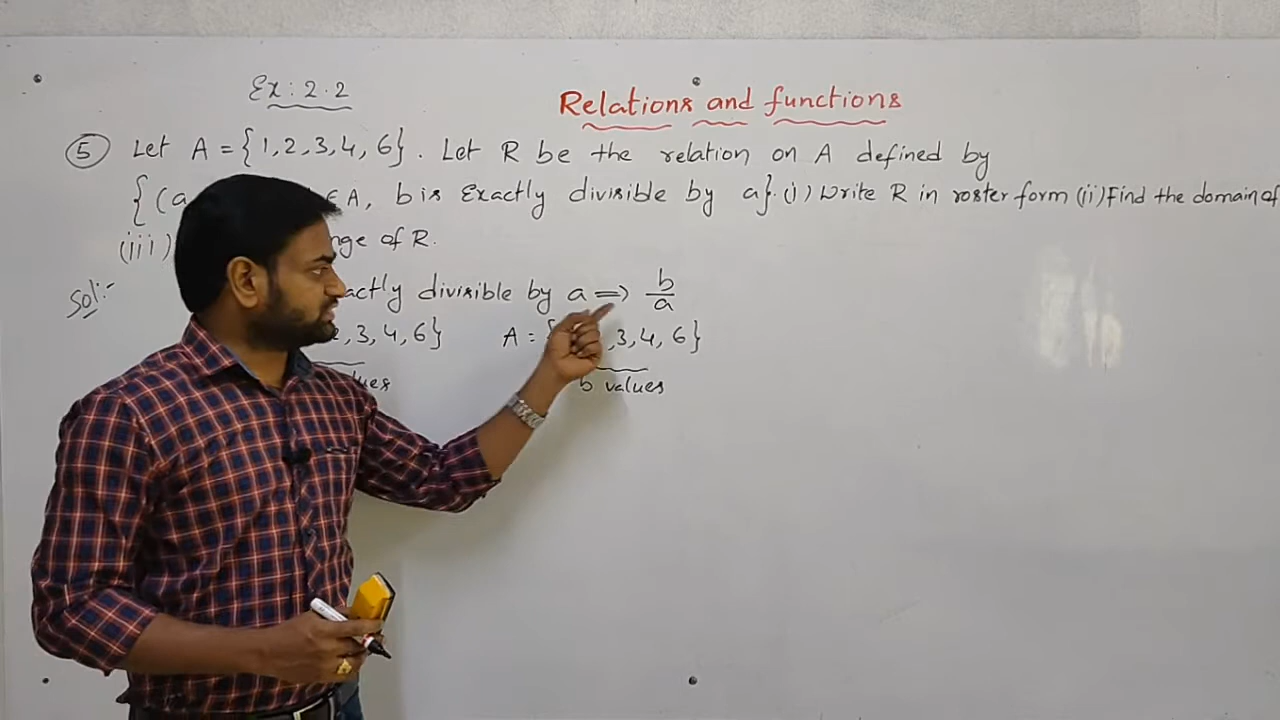 Ex: 2.2
Relations and functions
5 Let A = {1,2,3,4,6}. Let R be the relation on A defined by
{(a ∈A, b is Exactly divisible by a}. (i) Write R in roster form (ii) Find the domain of
(iii) nge of R.
Sol:- actly divisible by a ⇒ b/a
,3,4,6} A = { ,3,4,6}
ues b values